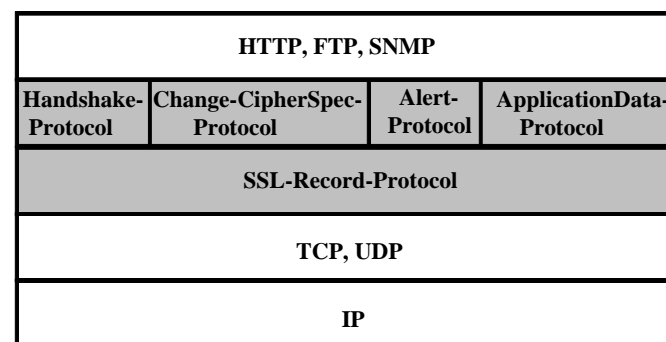 HTTP, FTP, SNMP
Handshake-
Protocol
Change-CipherSpec-
Protocol
Alert-
Protocol
ApplicationData-
Protocol
SSL-Record-Protocol
TCP, UDP
IP